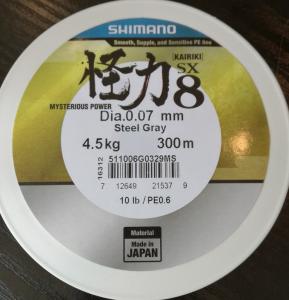 SHIMANO
Smooth, Supple, and Sensitive PE line
怪力
KAIRIKI
SX
8
MYSTERIOUS POWER
Dia.0.07 mm
Steel Gray
4.5kg 300m
16312
511006G0329MS
7 12649 21537 9
10 lb / PE0.6
Material
Made in
JAPAN